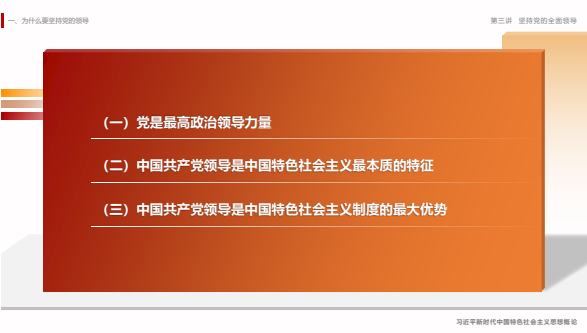 一、为什么要坚持党的领导
第三讲 坚持党的全面领导
（一）党是最高政治领导力量
（二）中国共产党领导是中国特色社会主义最本质的特征
（三）中国共产党领导是中国特色社会主义制度的最大优势
习近平新时代中国特色社会主义思想概论